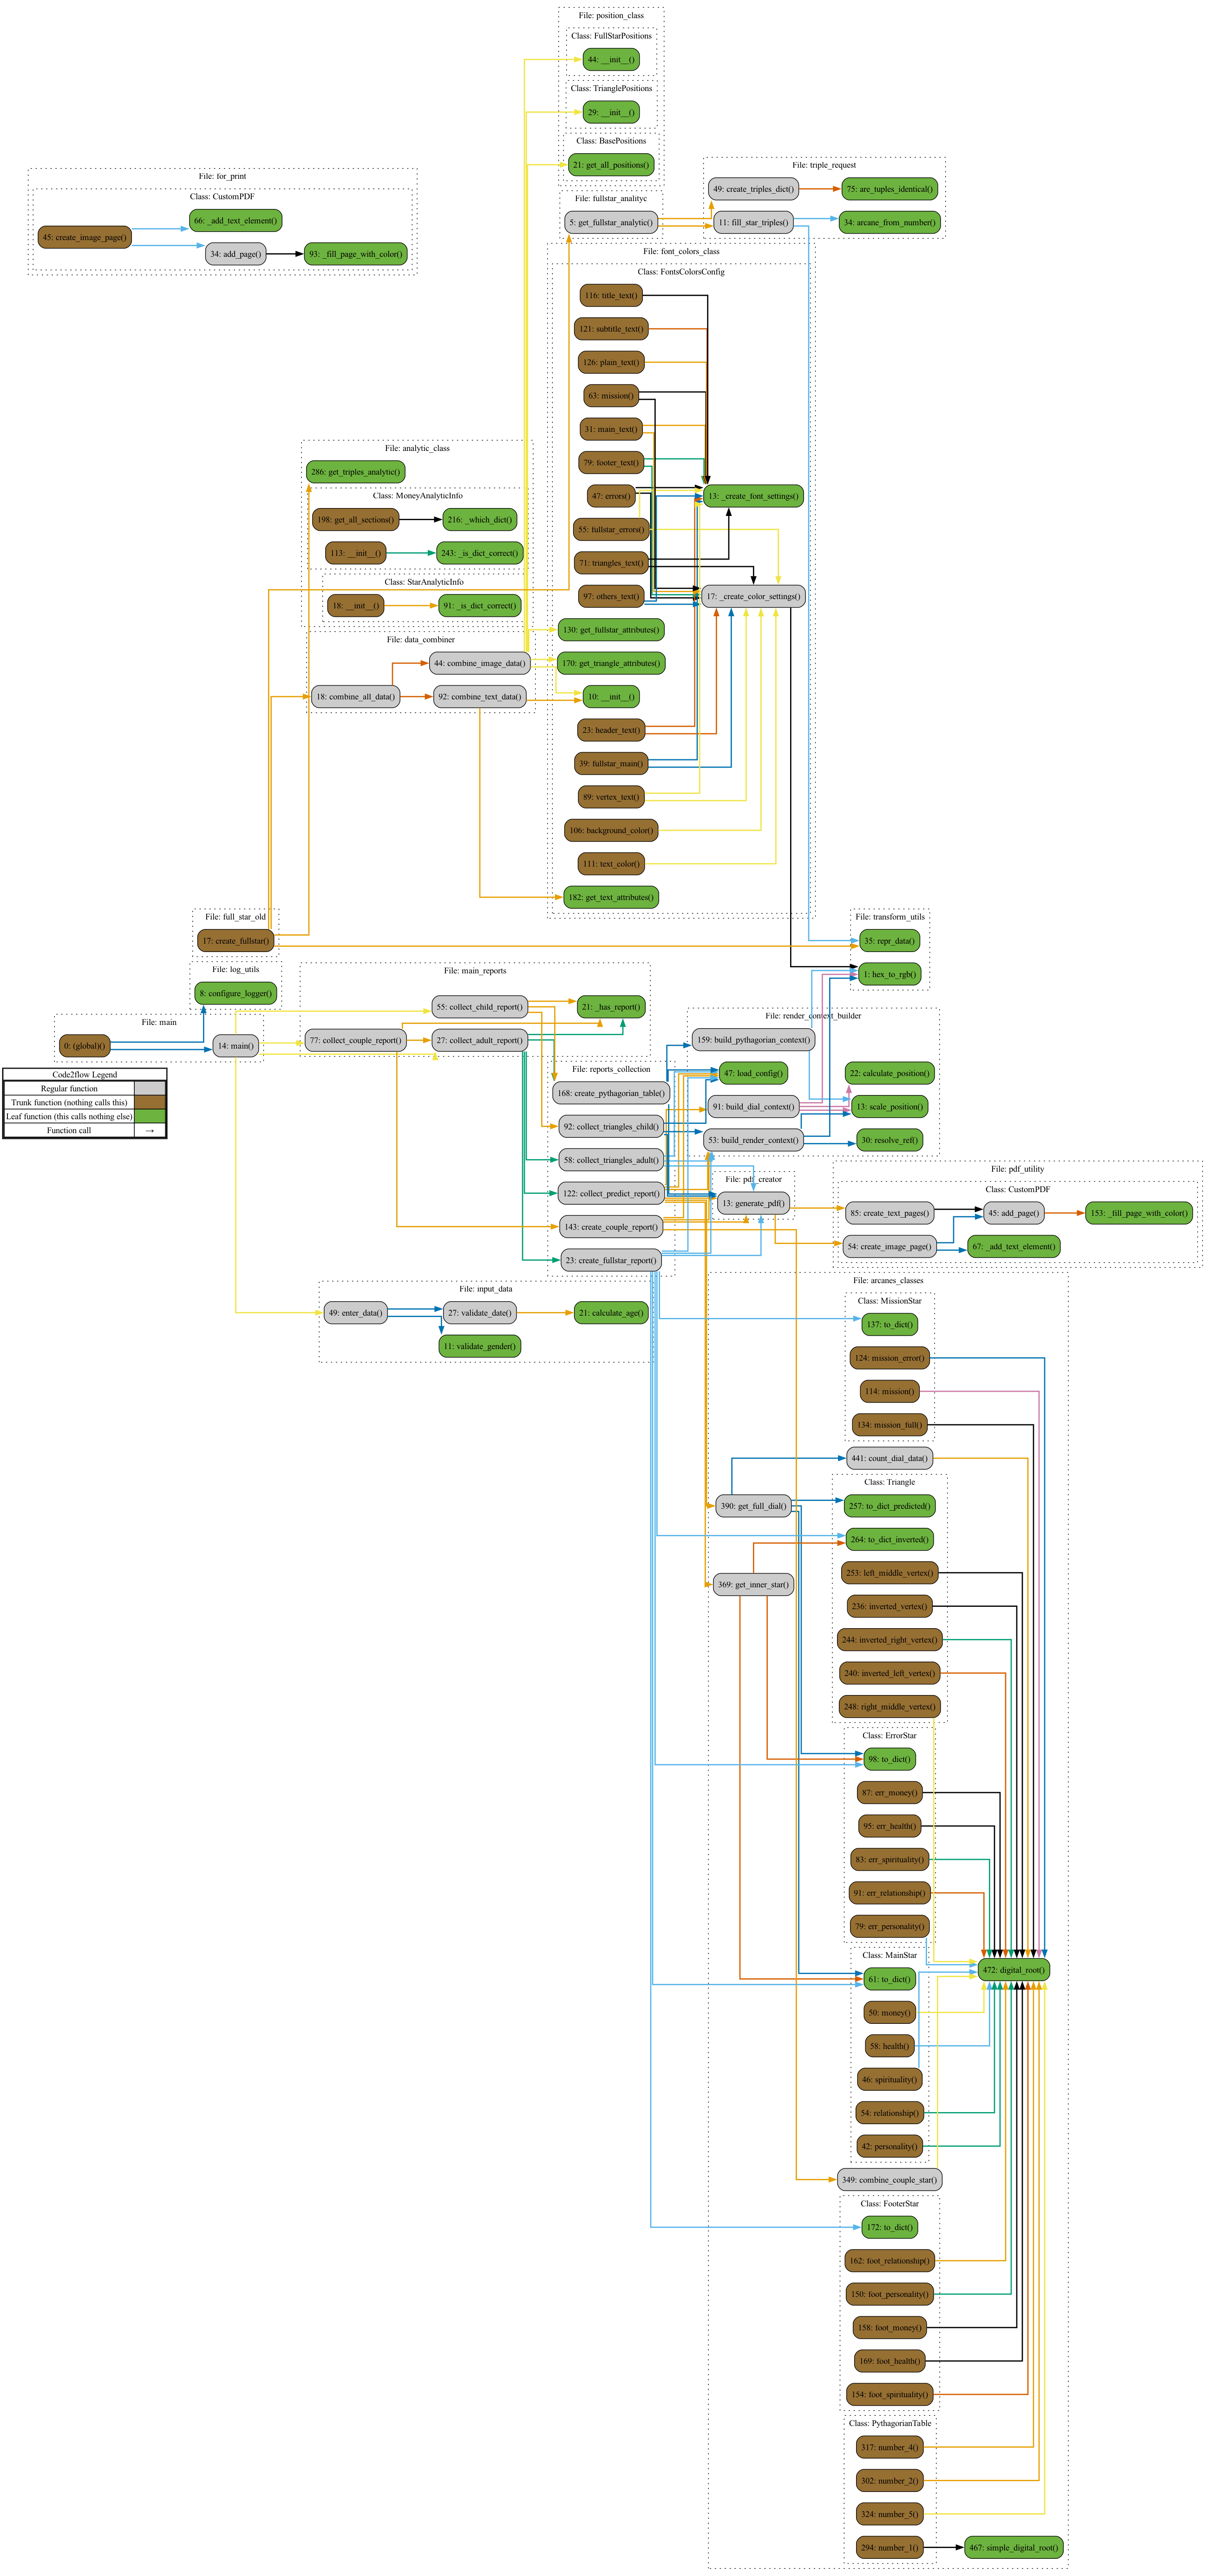 File: position_class
Class: FullStarPositions
44: __init__()
Class: TrianglePositions
29: __init__()
Class: BasePositions
21: get_all_positions()
File: for_print
Class: CustomPDF
66: _add_text_element()
45: create_image_page()
34: add_page()
93: _fill_page_with_color()
File: fullstar_analityc
5: get_fullstar_analytic()
File: triple_request
49: create_triples_dict()
75: are_tuples_identical()
11: fill_star_triples()
34: arcane_from_number()
File: font_colors_class
Class: FontsColorsConfig
116: title_text()
121: subtitle_text()
126: plain_text()
63: mission()
31: main_text()
79: footer_text()
47: errors()
13: _create_font_settings()
55: fullstar_errors()
71: triangles_text()
97: others_text()
17: _create_color_settings()
130: get_fullstar_attributes()
170: get_triangle_attributes()
10: __init__()
23: header_text()
39: fullstar_main()
89: vertex_text()
106: background_color()
111: text_color()
182: get_text_attributes()
File: analytic_class
286: get_triples_analytic()
Class: MoneyAnalyticInfo
198: get_all_sections()
216: _which_dict()
113: __init__()
243: _is_dict_correct()
Class: StarAnalyticInfo
18: __init__()
91: _is_dict_correct()
File: data_combiner
44: combine_image_data()
18: combine_all_data()
92: combine_text_data()
File: full_star_old
17: create_fullstar()
File: log_utils
8: configure_logger()
File: main
0: (global)()
14: main()
File: transform_utils
35: repr_data()
1: hex_to_rgb()
File: main_reports
55: collect_child_report()
21: _has_report()
77: collect_couple_report()
27: collect_adult_report()
Code2flow Legend
Regular function
Trunk function (nothing calls this)
Leaf function (this calls nothing else)
Function call
→
File: reports_collection
168: create_pythagorian_table()
92: collect_triangles_child()
58: collect_triangles_adult()
122: collect_predict_report()
143: create_couple_report()
23: create_fullstar_report()
File: render_context_builder
159: build_pythagorian_context()
47: load_config()
22: calculate_position()
91: build_dial_context()
13: scale_position()
53: build_render_context()
30: resolve_ref()
File: pdf_creator
13: generate_pdf()
File: pdf_utility
Class: CustomPDF
85: create_text_pages()
45: add_page()
153: _fill_page_with_color()
54: create_image_page()
67: _add_text_element()
File: input_data
49: enter_data()
27: validate_date()
21: calculate_age()
11: validate_gender()
File: arcanes_classes
Class: MissionStar
137: to_dict()
124: mission_error()
114: mission()
134: mission_full()
441: count_dial_data()
Class: Triangle
390: get_full_dial()
257: to_dict_predicted()
264: to_dict_inverted()
253: left_middle_vertex()
369: get_inner_star()
236: inverted_vertex()
244: inverted_right_vertex()
240: inverted_left_vertex()
248: right_middle_vertex()
Class: ErrorStar
98: to_dict()
87: err_money()
95: err_health()
83: err_spirituality()
91: err_relationship()
79: err_personality()
Class: MainStar
472: digital_root()
61: to_dict()
50: money()
58: health()
46: spirituality()
54: relationship()
42: personality()
349: combine_couple_star()
Class: FooterStar
172: to_dict()
162: foot_relationship()
150: foot_personality()
158: foot_money()
169: foot_health()
154: foot_spirituality()
Class: PythagorianTable
317: number_4()
302: number_2()
324: number_5()
294: number_1()
467: simple_digital_root()